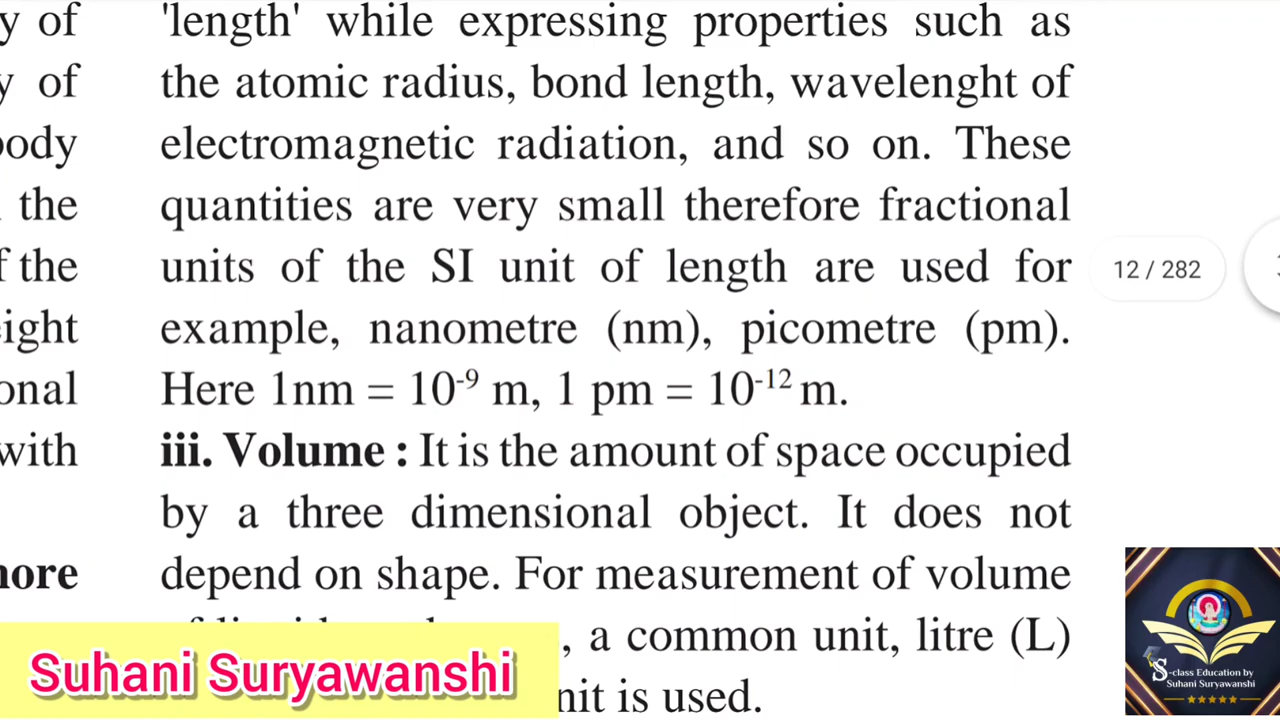 y of
y of
ody
the
f the
ight
onal
with
nore
'length' while expressing properties such as
the atomic radius, bond length, wavelenght of
electromagnetic radiation, and so on. These
quantities are very small therefore fractional
units of the SI unit of length are used for
example, nanometre (nm), picometre (pm).
Here 1nm = 10⁻⁹ m, 1 pm = 10⁻¹² m.
iii. Volume : It is the amount of space occupied
by a three dimensional object. It does not
depend on shape. For measurement of volume
, a common unit, litre (L)
nit is used.
12 / 282
Suhani Suryawanshi
S-class Education by
Suhani Suryawanshi